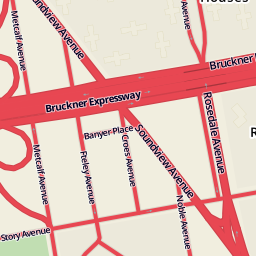 Houses
Metcalf Avenue
Soundview Avenue
Bruckner
Bruckner Expressway
Rosedale Avenue
Banyer Place
Soundview Avenue
Croes Avenue
R
Metcalf Avenue
Fteley Avenue
Noble Avenue
Story Avenue